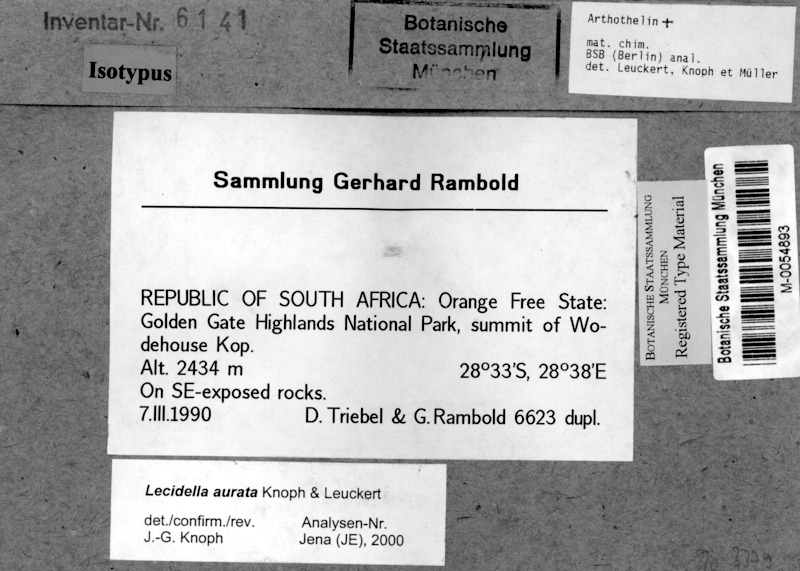 Inventar-Nr. 6141
Isotypus
Botanische
Staatssammlung
München
Arthothelin +
mat. chim.
BSB (Berlin) anal.
det. Leuckert, Knoph et Müller
Sammlung Gerhard Rambold
REPUBLIC OF SOUTH AFRICA: Orange Free State:
Golden Gate Highlands National Park, summit of Wo-
dehouse Kop.
Alt. 2434 m 28°33'S, 28°38'E
On SE-exposed rocks.
7.III.1990 D. Triebel & G. Rambold 6623 dupl.
BOTANISCHE STAATSSAMMLUNG
MÜNCHEN
Registered Type Material
Botanische Staatssammlung München
M-0054893
Lecidella aurata Knoph & Leuckert
det./confirm./rev. Analysen-Nr.
J.-G. Knoph Jena (JE), 2000